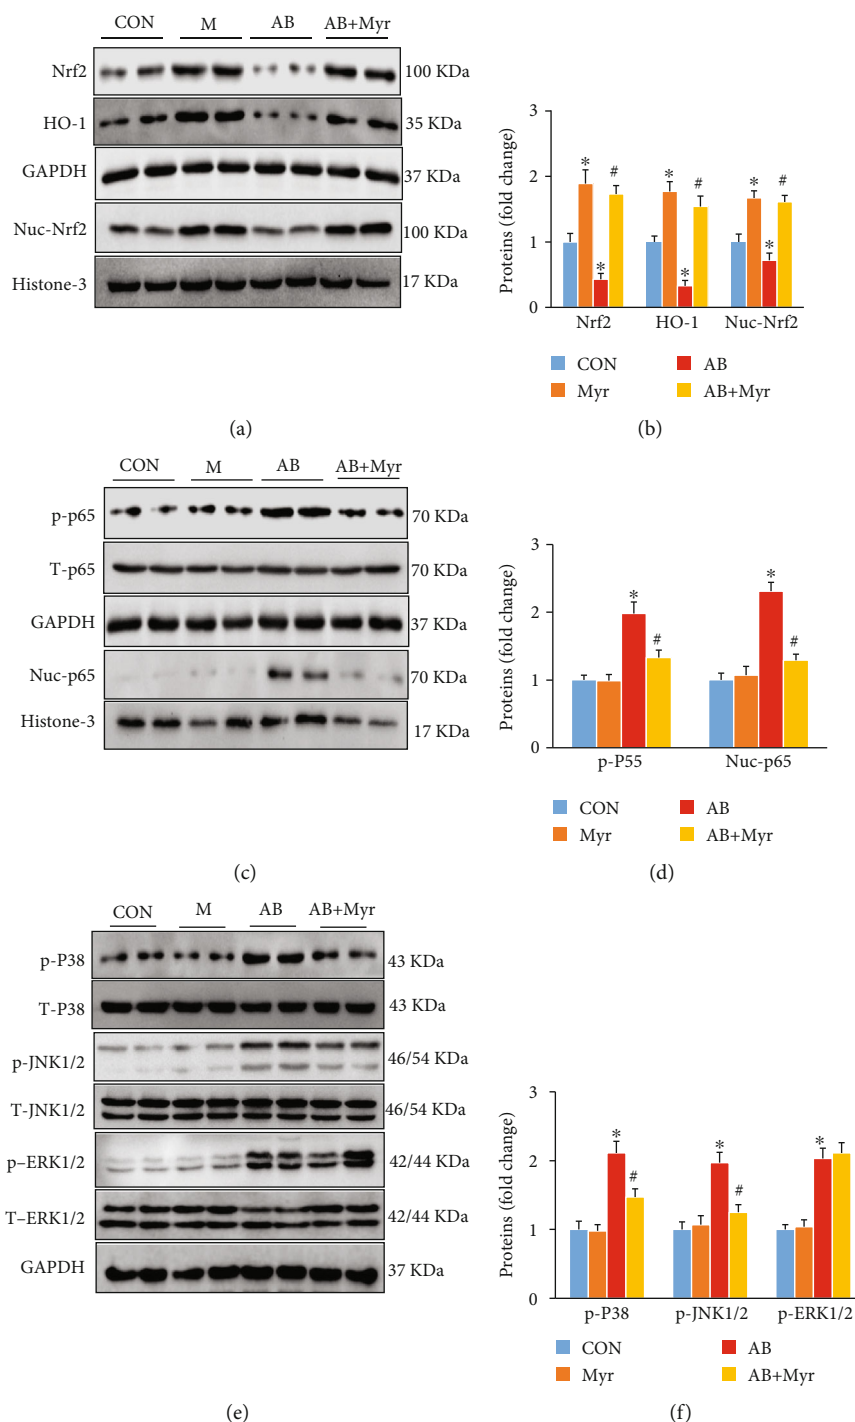 CON M AB AB+Myr
Nrf2 100 KDa
HO-1 35 KDa
GAPDH 37 KDa
Nuc-Nrf2 100 KDa
Histone-3 17 KDa
(a)
3
2
1
0
Proteins (fold change)
* * # * * # * * #
Nrf2 HO-1 Nuc-Nrf2
CON AB
Myr AB+Myr
(b)
CON M AB AB+Myr
p-p65 70 KDa
T-p65 70 KDa
GAPDH 37 KDa
Nuc-p65 70 KDa
Histone-3 17 KDa
(c)
3
2
1
0
Proteins (fold change)
* # * #
p-P55 Nuc-p65
CON AB
Myr AB+Myr
(d)
CON M AB AB+Myr
p-P38 43 KDa
T-P38 43 KDa
p-JNK1/2 46/54 KDa
T-JNK1/2 46/54 KDa
p–ERK1/2 42/44 KDa
T–ERK1/2 42/44 KDa
GAPDH 37 KDa
(e)
3
2
1
0
Proteins (fold change)
* # * # *
p-P38 p-JNK1/2 p-ERK1/2
CON AB
Myr AB+Myr
(f)